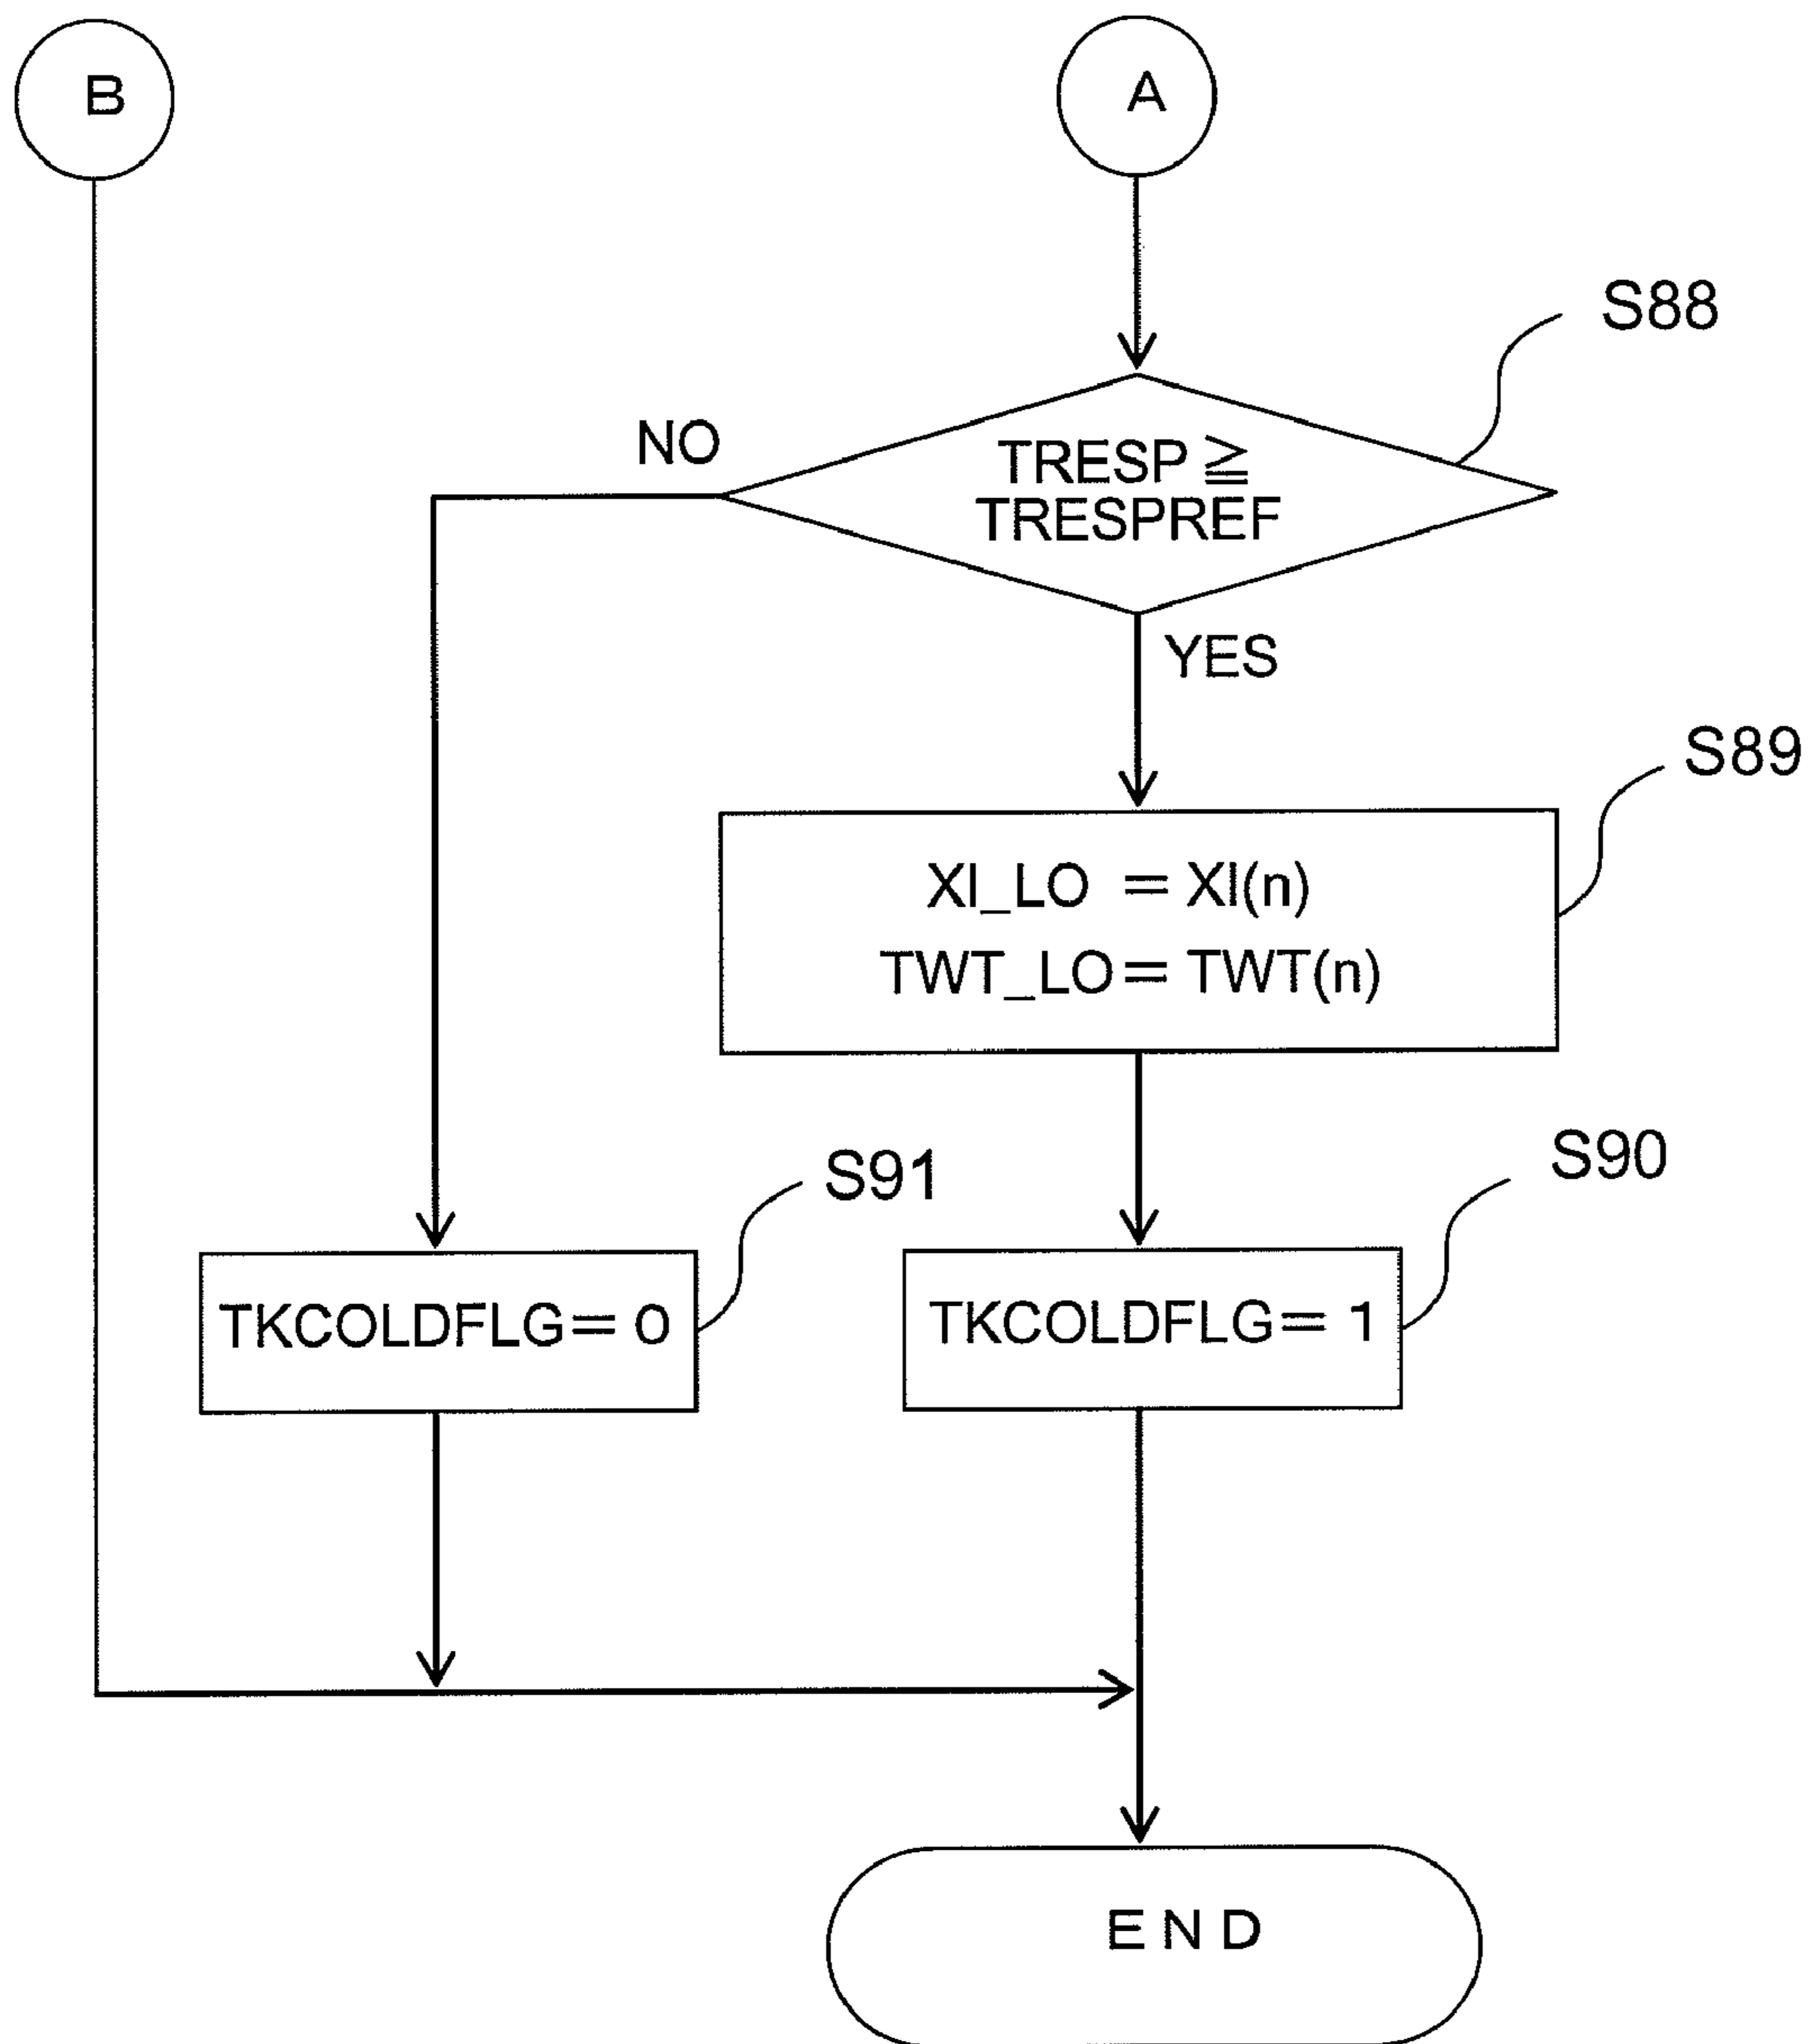 B
A
S88
NO
TRESP ≧
TRESPREF
YES
S89
XI_LO = XI(n)
TWT_LO = TWT(n)
S91
S90
TKCOLDFLG = 0
TKCOLDFLG = 1
END